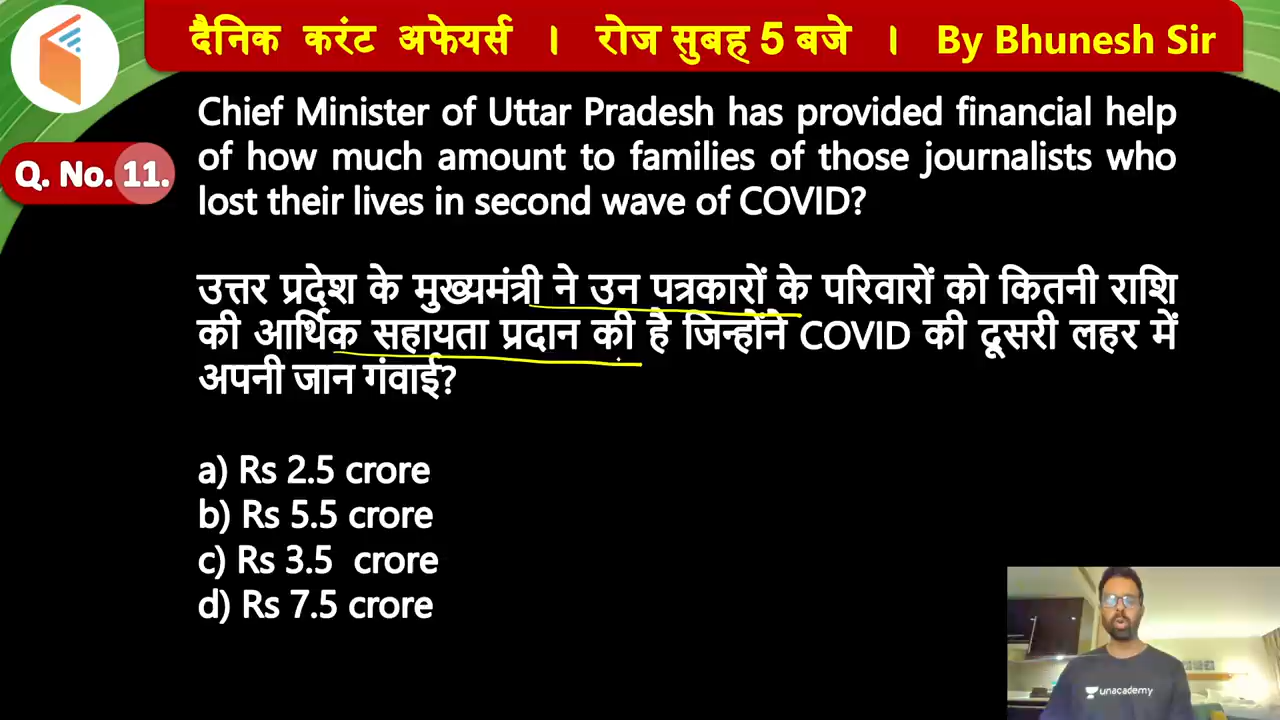 दैनिक करंट अफेयर्स । रोज सुबह 5 बजे । By Bhunesh Sir
Q. No. 11.
Chief Minister of Uttar Pradesh has provided financial help
of how much amount to families of those journalists who
lost their lives in second wave of COVID?
उत्तर प्रदेश के मुख्यमंत्री ने उन पत्रकारों के परिवारों को कितनी राशि
की आर्थिक सहायता प्रदान की है जिन्होंने COVID की दूसरी लहर में
अपनी जान गंवाई?
a) Rs 2.5 crore
b) Rs 5.5 crore
c) Rs 3.5 crore
d) Rs 7.5 crore
unacademy